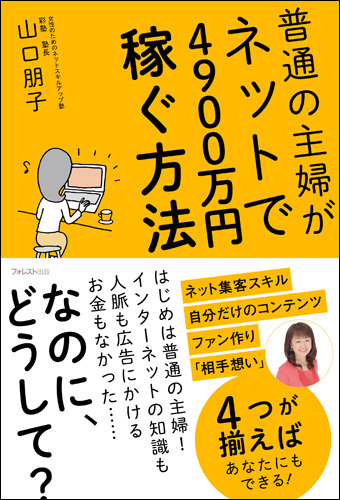 普通の主婦が
ネットで
4900万円
稼ぐ方法
女性のためのネットスキルアップ塾
彩塾 塾長
山口朋子
フォレスト出版
はじめは普通の主婦!
インターネットの知識も
人脈も広告にかける
お金もなかった……
なのに、
どうして?
ネット集客スキル
自分だけのコンテンツ
ファン作り
「相手想い」
4つが
揃えば
あなたにも
できる!